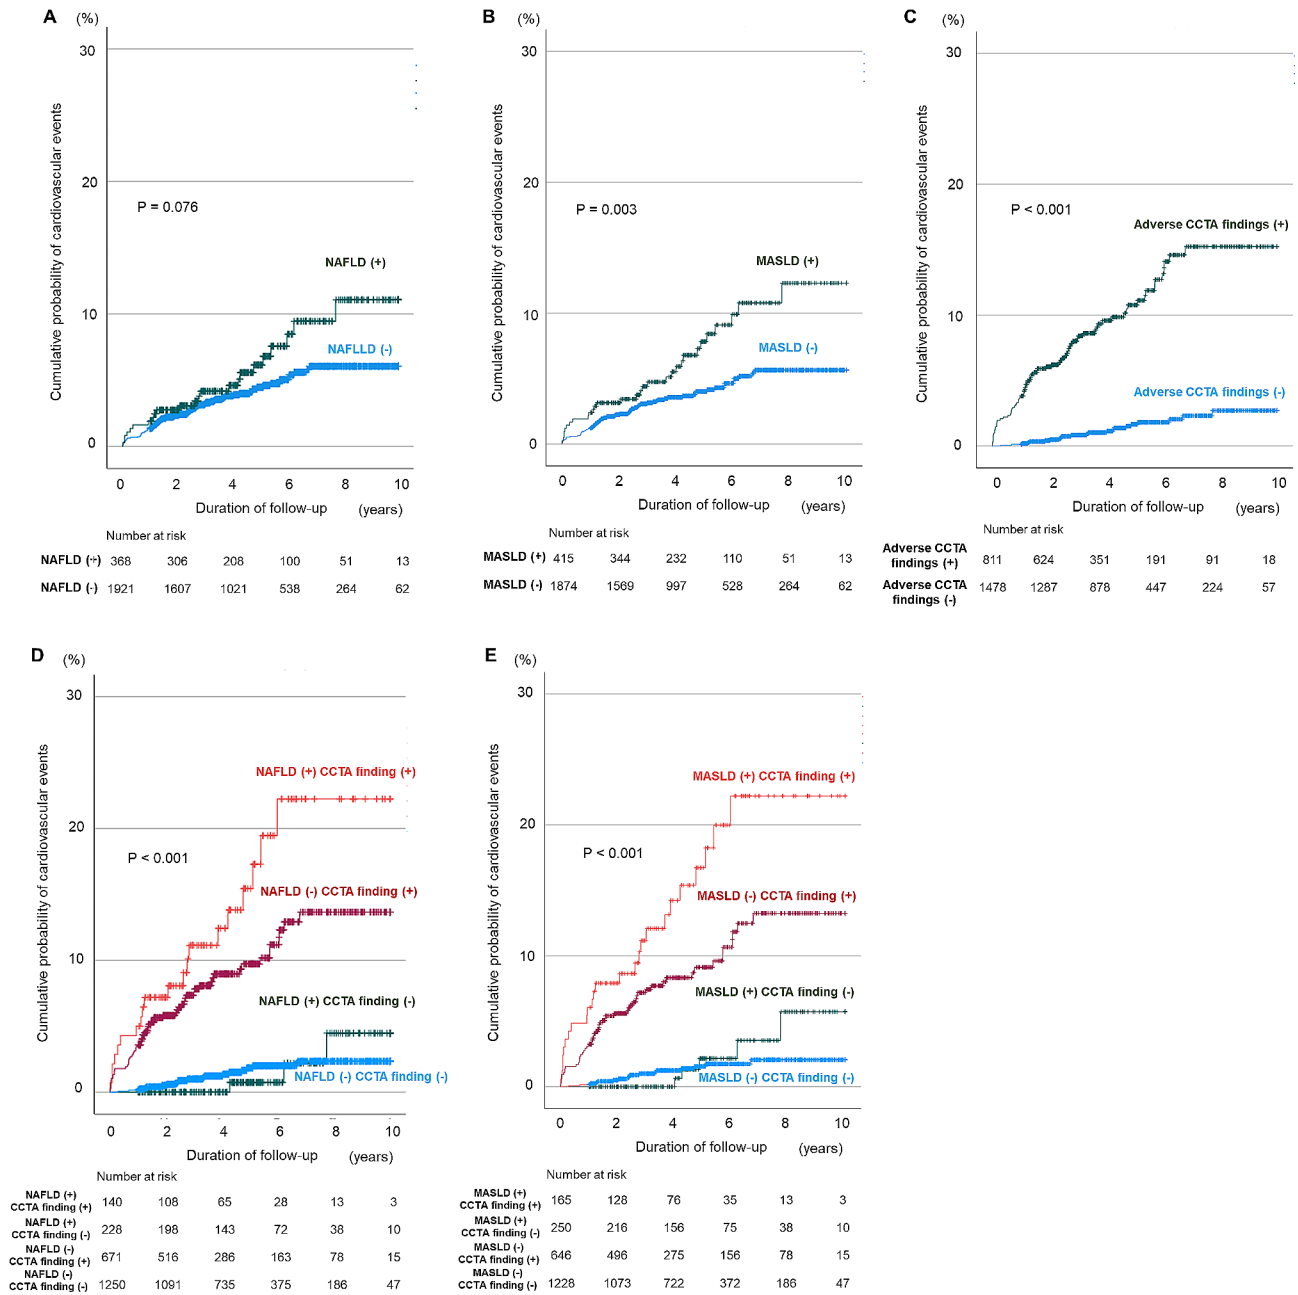 A (%)
30
20
10
0
Cumulative probability of cardiovascular events
P = 0.076
NAFLD (+)
NAFLLD (-)
0 2 4 6 8 10
Duration of follow-up (years)
Number at risk
NAFLD (+) 368 306 208 100 51 13
NAFLD (-) 1921 1607 1021 538 264 62
B (%)
30
20
10
0
Cumulative probability of cardiovascular events
P = 0.003
MASLD (+)
MASLD (-)
0 2 4 6 8 10
Duration of follow-up (years)
Number at risk
MASLD (+) 415 344 232 110 51 13
MASLD (-) 1874 1569 997 528 264 62
C (%)
30
20
10
0
Cumulative probability of cardiovascular events
P < 0.001
Adverse CCTA findings (+)
Adverse CCTA findings (-)
0 2 4 6 8 10
Duration of follow-up (years)
Number at risk
Adverse CCTA
findings (+) 811 624 351 191 91 18
Adverse CCTA
findings (-) 1478 1287 878 447 224 57
D (%)
30
20
10
0
Cumulative probability of cardiovascular events
P < 0.001
NAFLD (+) CCTA finding (+)
NAFLD (-) CCTA finding (+)
NAFLD (+) CCTA finding (-)
NAFLD (-) CCTA finding (-)
0 2 4 6 8 10
Duration of follow-up (years)
Number at risk
NAFLD (+)
CCTA finding (+) 140 108 65 28 13 3
NAFLD (+)
CCTA finding (-) 228 198 143 72 38 10
NAFLD (-)
CCTA finding (+) 671 516 286 163 78 15
NAFLD (-)
CCTA finding (-) 1250 1091 735 375 186 47
E (%)
30
20
10
0
Cumulative probability of cardiovascular events
P < 0.001
MASLD (+) CCTA finding (+)
MASLD (-) CCTA finding (+)
MASLD (+) CCTA finding (-)
MASLD (-) CCTA finding (-)
0 2 4 6 8 10
Duration of follow-up (years)
Number at risk
MASLD (+)
CCTA finding (+) 165 128 76 35 13 3
MASLD (+)
CCTA finding (-) 250 216 156 75 38 10
MASLD (-)
CCTA finding (+) 646 496 275 156 78 15
MASLD (-)
CCTA finding (-) 1228 1073 722 372 186 47